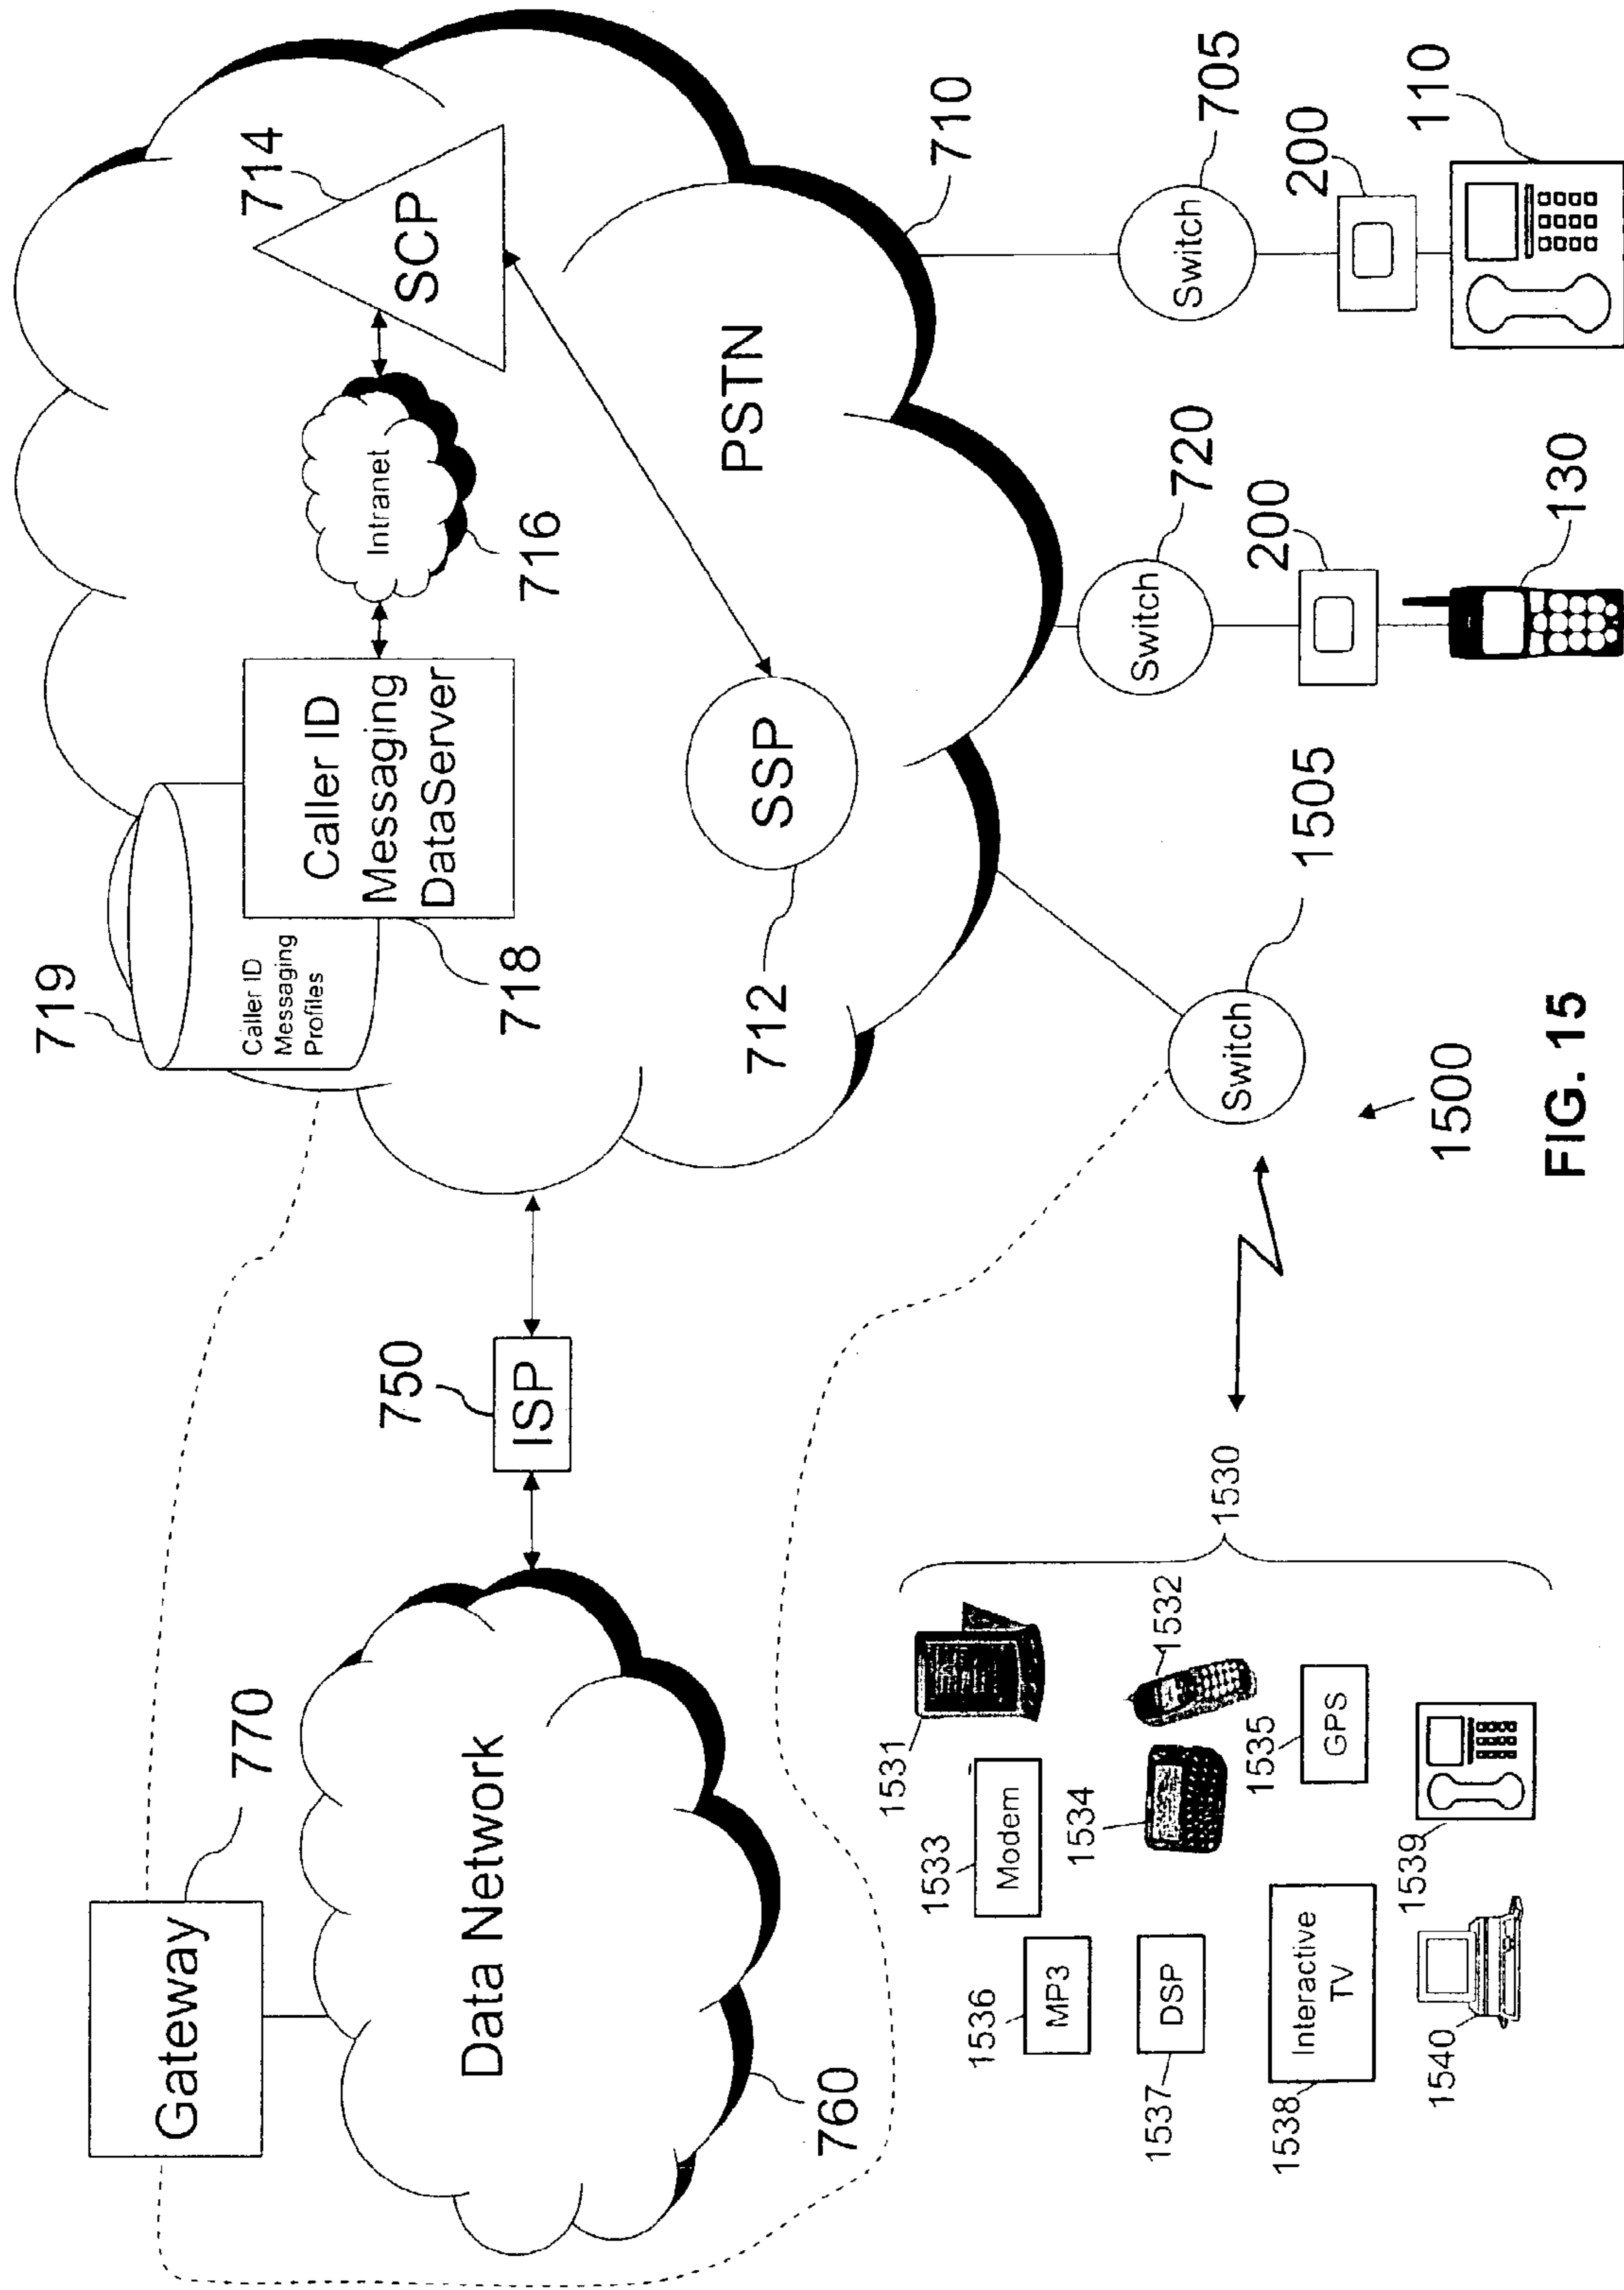 719
Caller ID
Messaging
Profiles
Caller ID
Messaging
DataServer
718
Intranet
716
714
SCP
770
Gateway
Data Network
760
750
ISP
SSP
712
PSTN
710
1531
1533
Modem
1532
1534
1535
GPS
1536
MP3
1537
DSP
1538
Interactive
TV
1539
1540
1530
Switch
1505
1500
Switch
720
200
130
Switch
705
200
110
FIG. 15